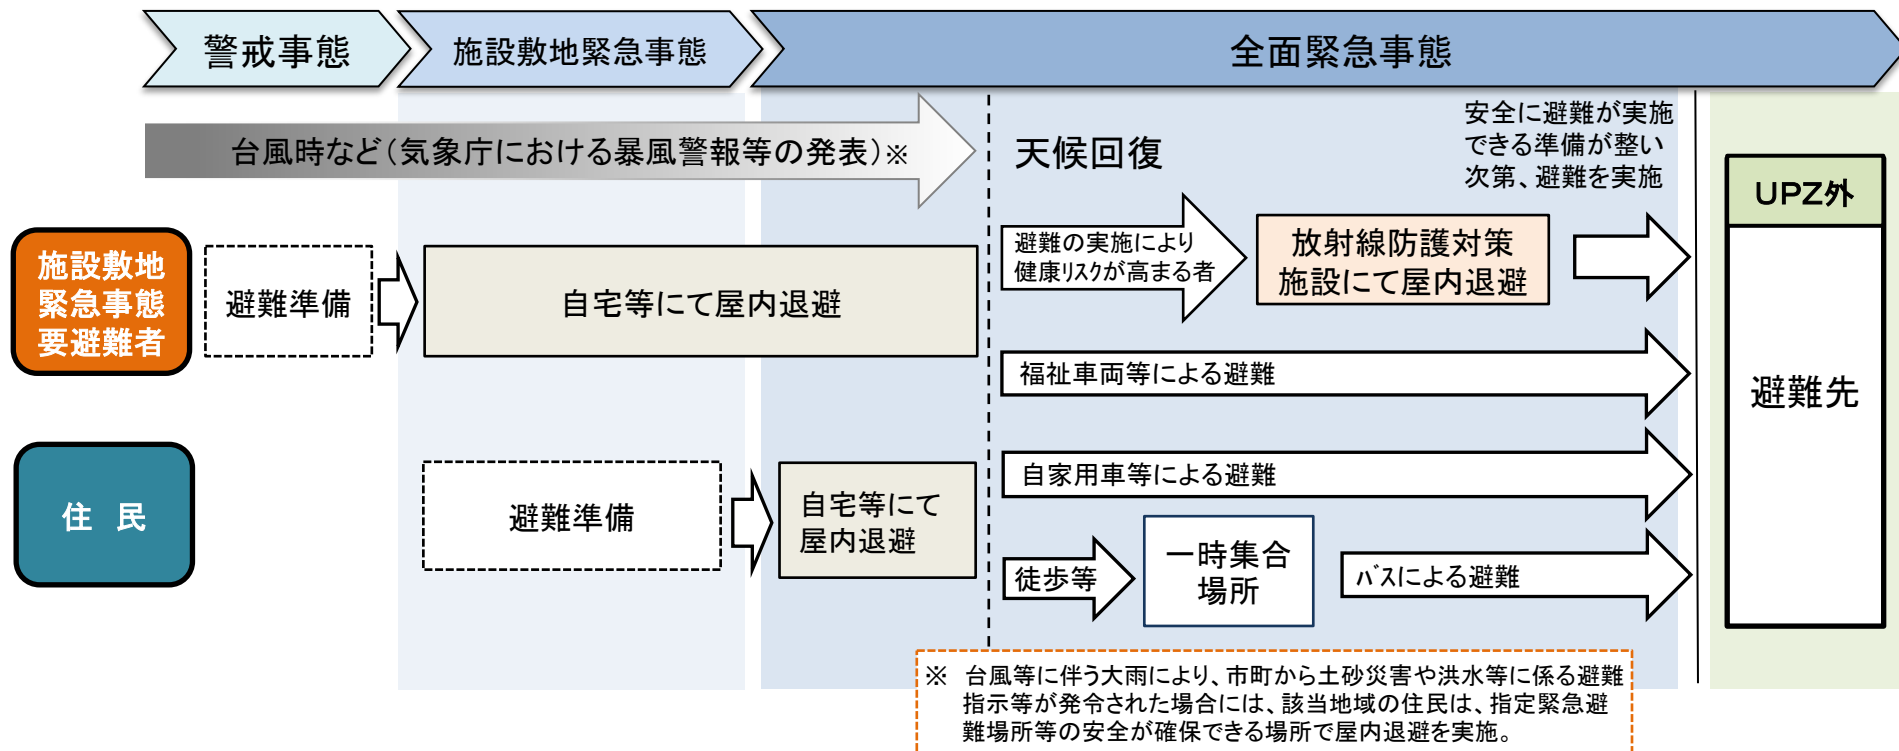 警戒事態
施設敷地緊急事態
全面緊急事態
台風時など(気象庁における暴風警報等の発表)※
天候回復
安全に避難が実施
できる準備が整い
次第、避難を実施
UPZ外
避難先
施設敷地
緊急事態
要避難者
避難準備
自宅等にて屋内退避
避難の実施により
健康ﾘｽｸが高まる者
放射線防護対策
施設にて屋内退避
福祉車両等による避難
住 民
避難準備
自宅等にて
屋内退避
自家用車等による避難
徒歩等
一時集合
場所
ﾊﾞｽによる避難
※ 台風等に伴う大雨により、市町から土砂災害や洪水等に係る避難
指示等が発令された場合には、該当地域の住民は、指定緊急避
難場所等の安全が確保できる場所で屋内退避を実施。